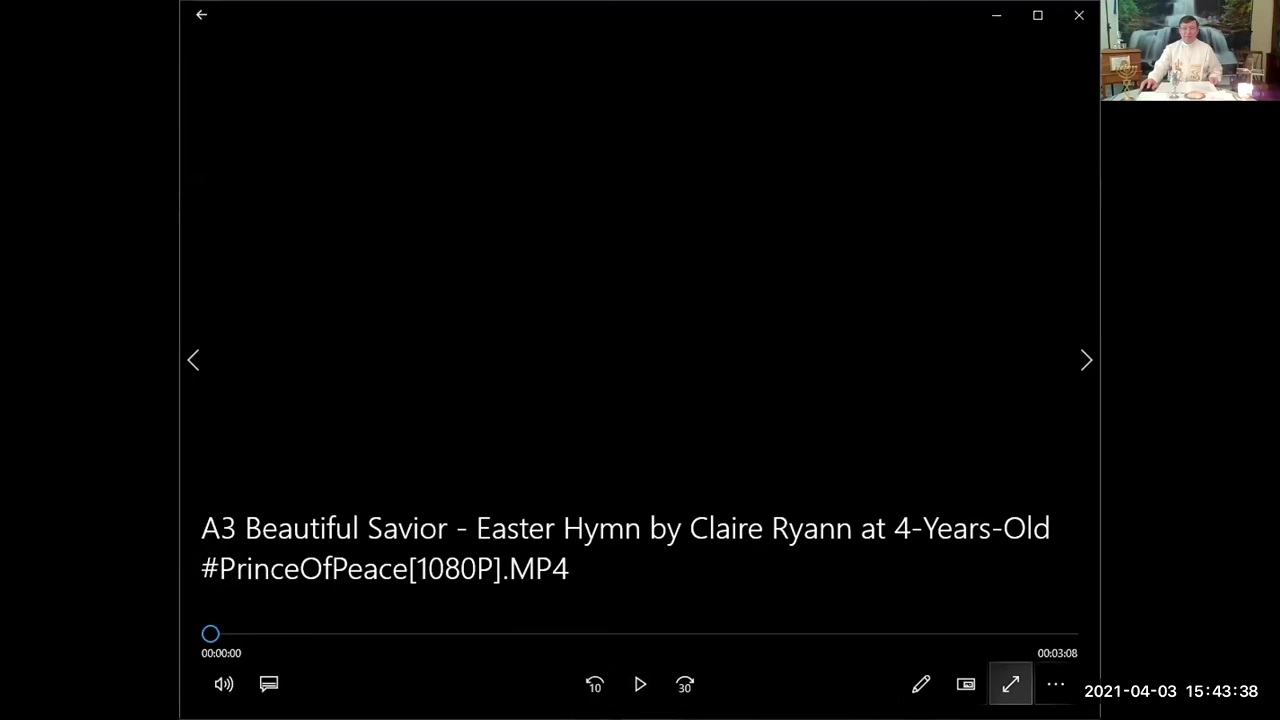 A3 Beautiful Savior - Easter Hymn by Claire Ryann at 4-Years-Old
#PrinceOfPeace[1080P].MP4
00:00:00
00:03:08
10
30
2021-04-03 15:43:38